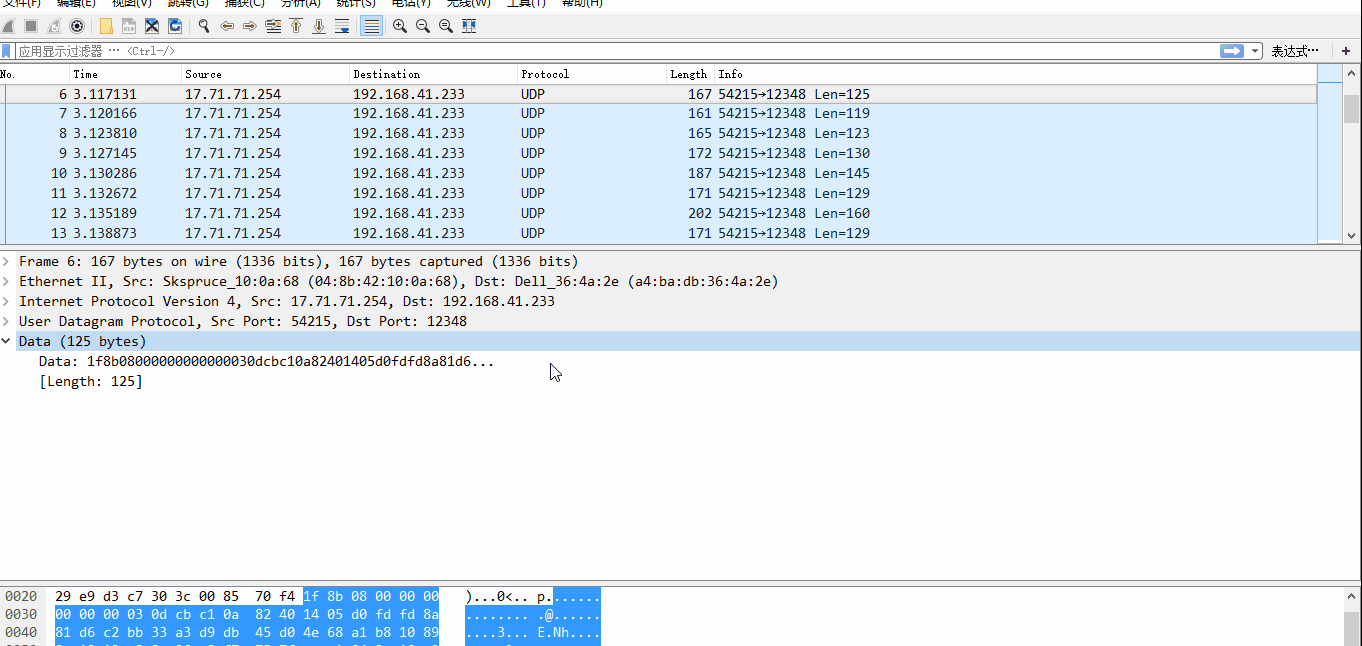 文件(F) 编辑(E) 视图(V) 跳转(G) 捕获(C) 分析(A) 统计(S) 电话(Y) 无线(W) 工具(T) 帮助(H)
应用显示过滤器 … <Ctrl-/> 表达式… +
No. Time Source Destination Protocol Length Info
6 3.117131 17.71.71.254 192.168.41.233 UDP 167 54215→12348 Len=125
7 3.120166 17.71.71.254 192.168.41.233 UDP 161 54215→12348 Len=119
8 3.123810 17.71.71.254 192.168.41.233 UDP 165 54215→12348 Len=123
9 3.127145 17.71.71.254 192.168.41.233 UDP 172 54215→12348 Len=130
10 3.130286 17.71.71.254 192.168.41.233 UDP 187 54215→12348 Len=145
11 3.132672 17.71.71.254 192.168.41.233 UDP 171 54215→12348 Len=129
12 3.135189 17.71.71.254 192.168.41.233 UDP 202 54215→12348 Len=160
13 3.138873 17.71.71.254 192.168.41.233 UDP 171 54215→12348 Len=129
Frame 6: 167 bytes on wire (1336 bits), 167 bytes captured (1336 bits)
Ethernet II, Src: Skspruce_10:0a:68 (04:8b:42:10:0a:68), Dst: Dell_36:4a:2e (a4:ba:db:36:4a:2e)
Internet Protocol Version 4, Src: 17.71.71.254, Dst: 192.168.41.233
User Datagram Protocol, Src Port: 54215, Dst Port: 12348
Data (125 bytes)
Data: 1f8b08000000000000030dcbc10a82401405d0fdfd8a81d6...
[Length: 125]
0020 29 e9 d3 c7 30 3c 00 85 70 f4 1f 8b 08 00 00 00 )...0<.. p.......
0030 00 00 00 03 0d cb c1 0a 82 40 14 05 d0 fd fd 8a ........ .@......
0040 81 d6 c2 bb 33 a3 d9 db 45 d0 4e 68 a1 b8 10 89 ....3... E.Nh....